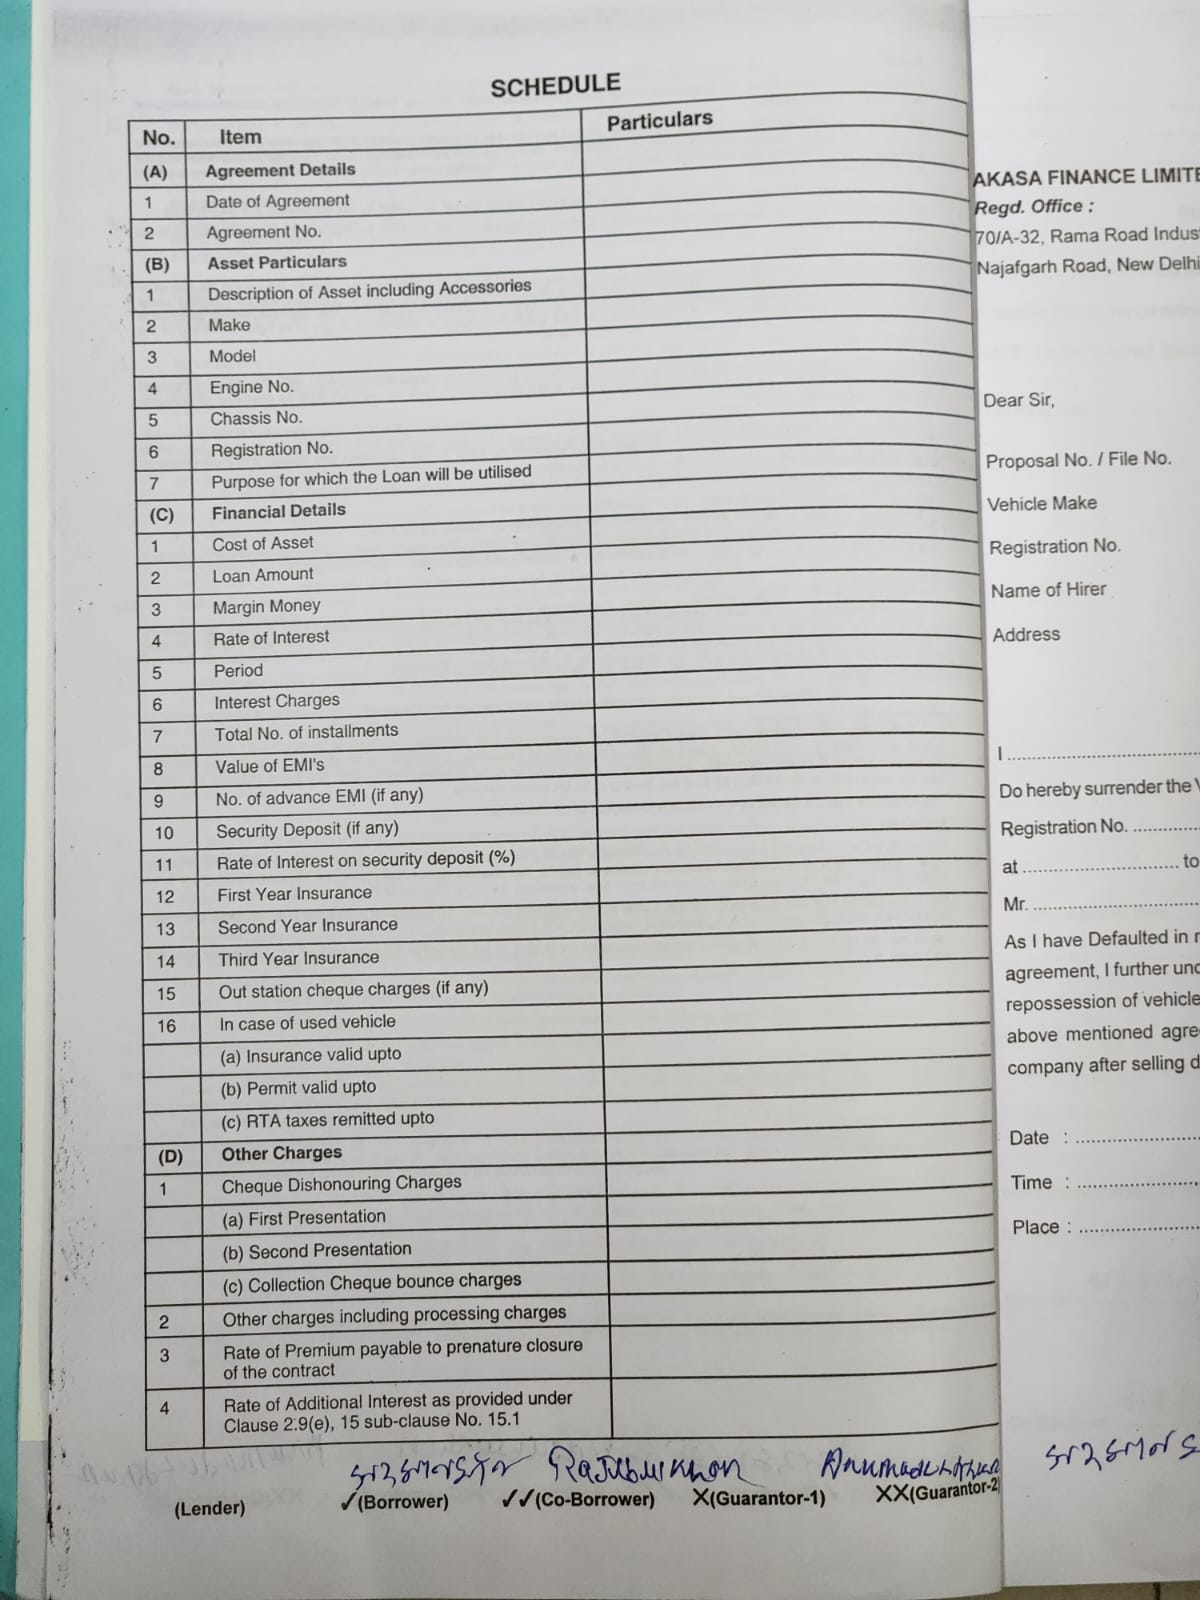 SCHEDULE
No. Item Particulars
(A) Agreement Details
1 Date of Agreement
2 Agreement No.
(B) Asset Particulars
1 Description of Asset including Accessories
2 Make
3 Model
4 Engine No.
5 Chassis No.
6 Registration No.
7 Purpose for which the Loan will be utilised
(C) Financial Details
1 Cost of Asset
2 Loan Amount
3 Margin Money
4 Rate of Interest
5 Period
6 Interest Charges
7 Total No. of installments
8 Value of EMI's
9 No. of advance EMI (if any)
10 Security Deposit (if any)
11 Rate of Interest on security deposit (%)
12 First Year Insurance
13 Second Year Insurance
14 Third Year Insurance
15 Out station cheque charges (if any)
16 In case of used vehicle
(a) Insurance valid upto
(b) Permit valid upto
(c) RTA taxes remitted upto
(D) Other Charges
1 Cheque Dishonouring Charges
(a) First Presentation
(b) Second Presentation
(c) Collection Cheque bounce charges
2 Other charges including processing charges
3 Rate of Premium payable to prenature closure
of the contract
4 Rate of Additional Interest as provided under
Clause 2.9(e), 15 sub-clause No. 15.1
(Lender) ✓(Borrower) ✓✓(Co-Borrower) X(Guarantor-1) XX(Guarantor-2)
AKASA FINANCE LIMITE
Regd. Office :
70/A-32, Rama Road Indus
Najafgarh Road, New Delhi
Dear Sir,
Proposal No. / File No.
Vehicle Make
Registration No.
Name of Hirer
Address
I ..............................
Do hereby surrender the V
Registration No. ............
at ............................ to
Mr. ............................
As I have Defaulted in r
agreement, I further und
repossession of vehicle
above mentioned agre
company after selling d
Date : ......................
Time : ......................
Place : ......................